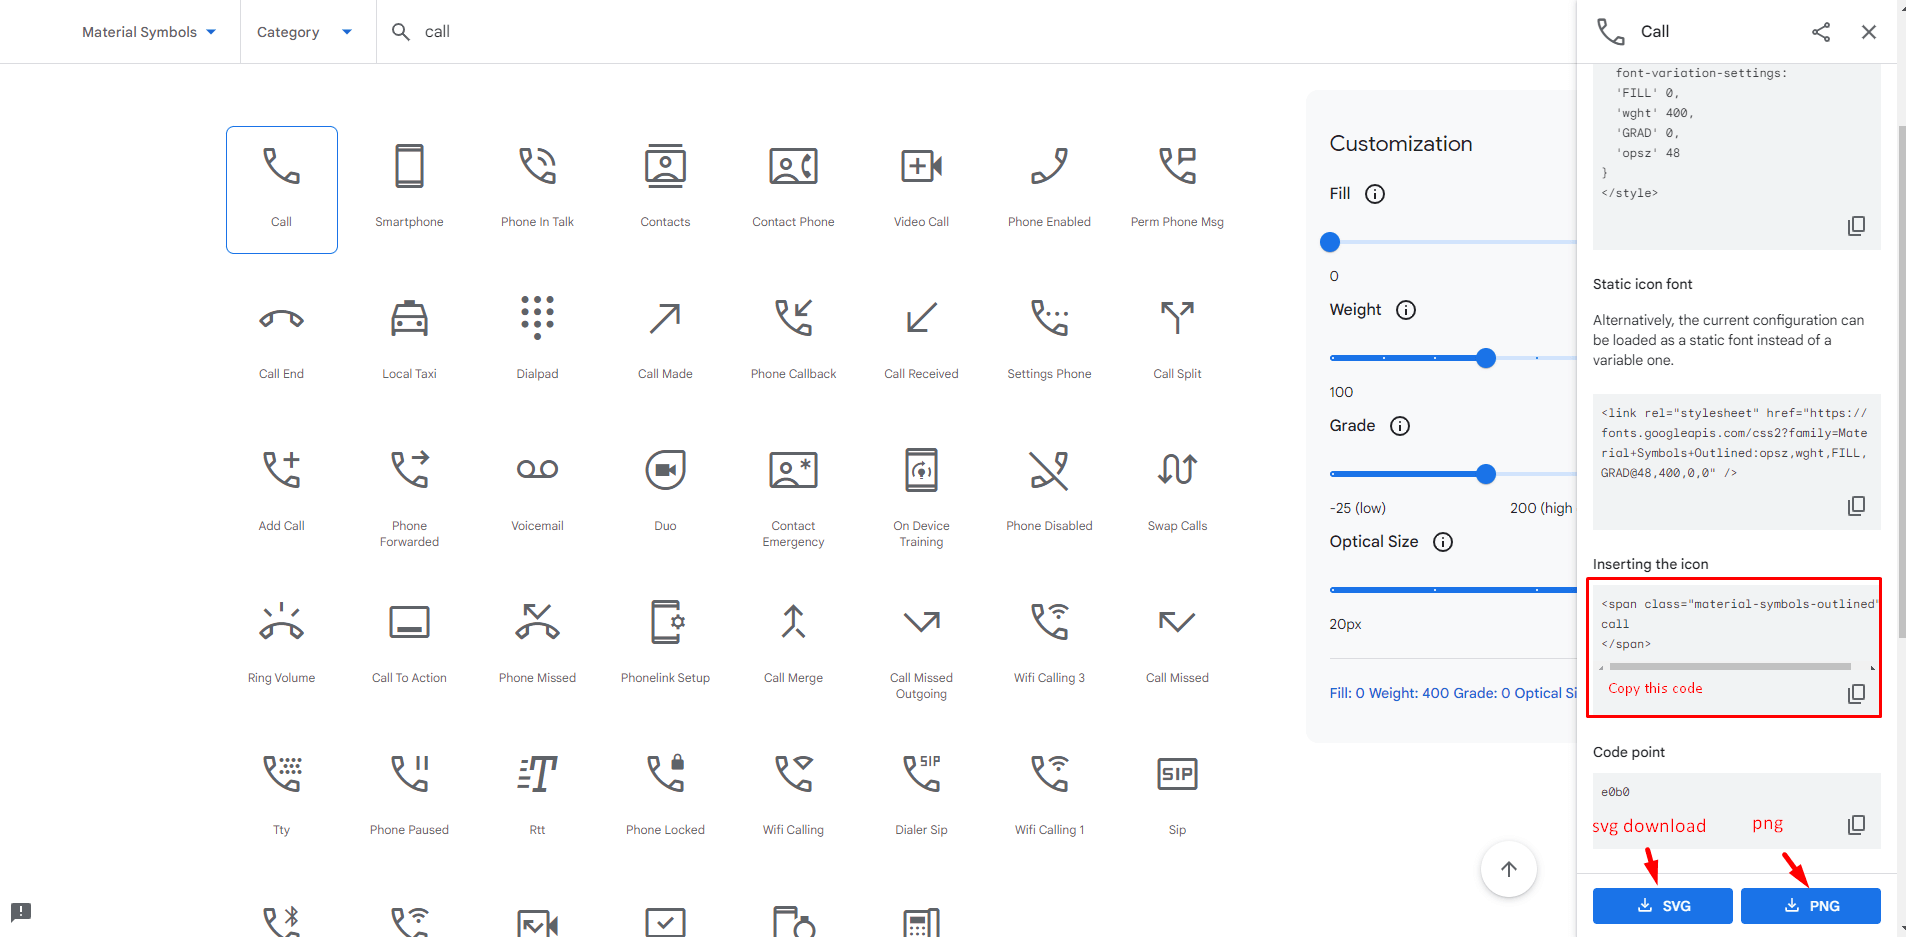 Material Symbols
Category
call
Call
font-variation-settings:
'FILL' 0,
'wght' 400,
'GRAD' 0,
'opsz' 48
}
</style>
Call
Smartphone
Phone In Talk
Contacts
Contact Phone
Video Call
Phone Enabled
Perm Phone Msg
Call End
Local Taxi
Dialpad
Call Made
Phone Callback
Call Received
Settings Phone
Call Split
Add Call
Phone
Forwarded
Voicemail
Duo
Contact
Emergency
On Device
Training
Phone Disabled
Swap Calls
Ring Volume
Call To Action
Phone Missed
Phonelink Setup
Call Merge
Call Missed
Outgoing
Wifi Calling 3
Call Missed
Tty
Phone Paused
Rtt
Phone Locked
Wifi Calling
SIP
Dialer Sip
Wifi Calling 1
SIP
Sip
Customization
Fill
0
Weight
100
Grade
-25 (low)
200 (high
Optical Size
20px
Fill: 0 Weight: 400 Grade: 0 Optical Si
Static icon font
Alternatively, the current configuration can
be loaded as a static font instead of a
variable one.
<link rel="stylesheet" href="https://
fonts.googleapis.com/css2?family=Mate
rial+Symbols+Outlined:opsz,wght,FILL,
GRAD@48,400,0,0" />
Inserting the icon
<span class="material-symbols-outlined"
call
</span>
Copy this code
Code point
e0b0
svg download
png
SVG
PNG